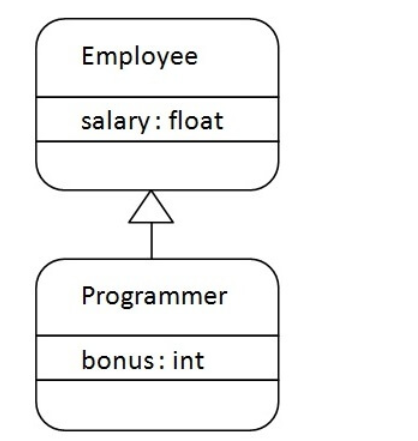 Employee
salary : float
Programmer
bonus : int